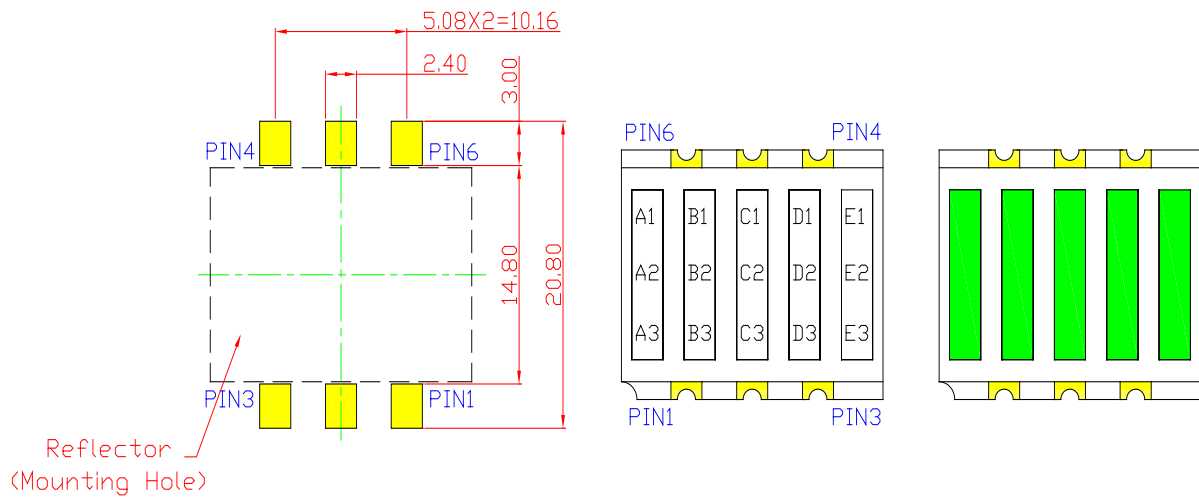 5.08X2=10.16
2.40
3.00
PIN4
PIN6
14.80
20.80
PIN3
PIN1
Reflector
(Mounting Hole)
PIN6
PIN4
A1 B1 C1 D1 E1
A2 B2 C2 D2 E2
A3 B3 C3 D3 E3
PIN1
PIN3